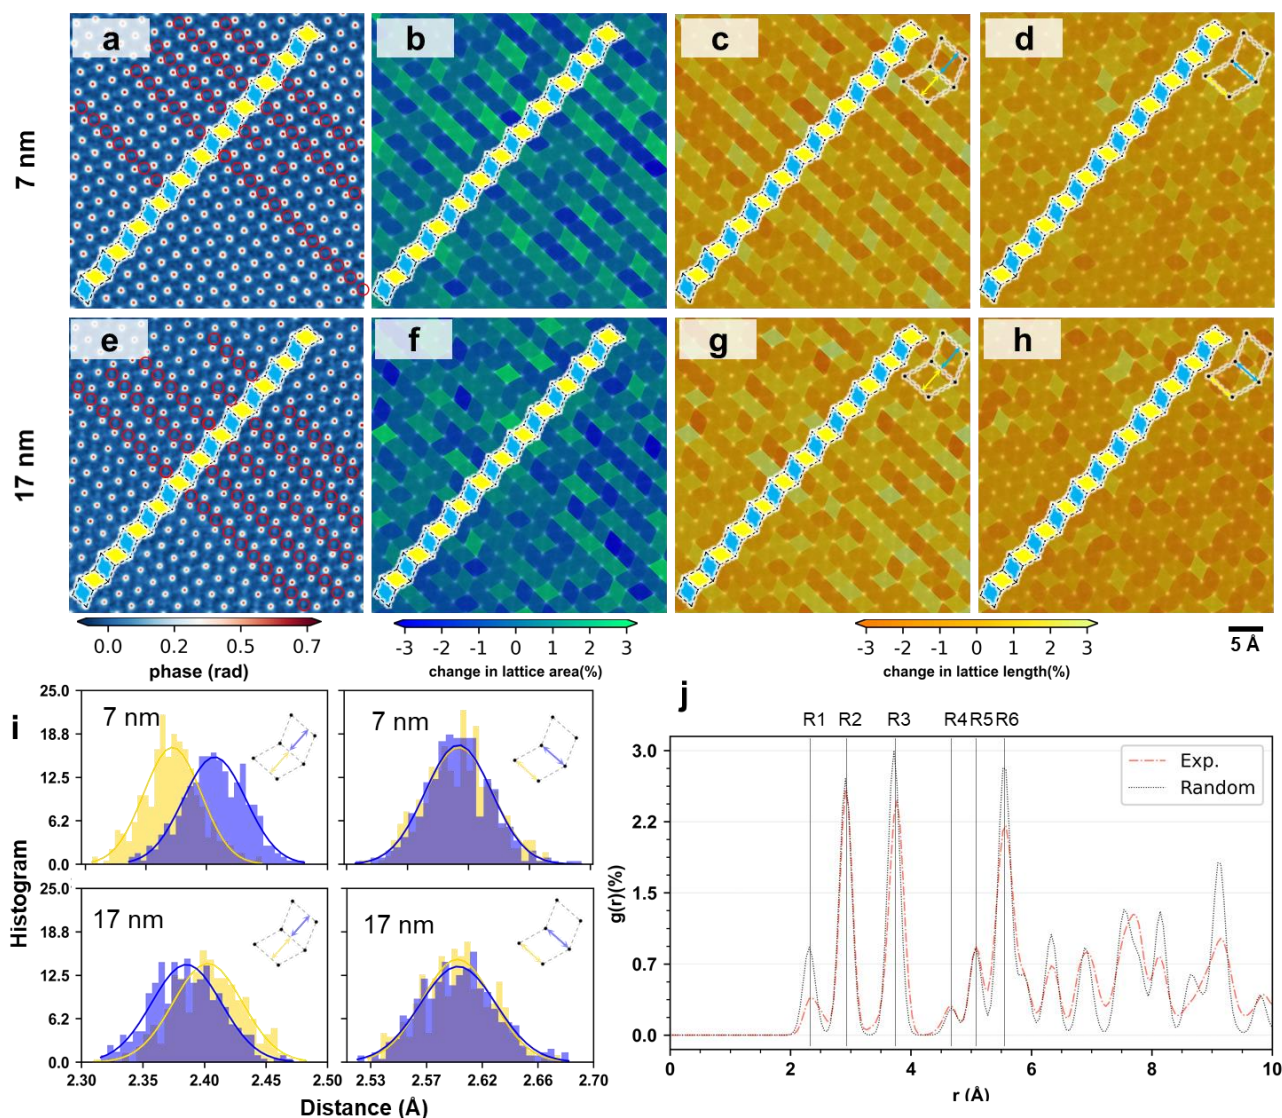 a b c d
7 nm
e f g h
17 nm
0.0 0.2 0.5 0.7
phase (rad)
-3 -2 -1 0 1 2 3
change in lattice area(%)
-3 -2 -1 0 1 2 3
change in lattice length(%)
5 Å
i
25.0
18.8
12.5
6.2
0.0
7 nm
7 nm
25.0
18.8
12.5
6.2
0.0
17 nm
17 nm
Histogram
2.30 2.35 2.40 2.45 2.50
2.53 2.57 2.62 2.66 2.70
Distance (Å)
j
R1 R2 R3 R4 R5 R6
3.0
2.2
1.5
0.7
0.0
g(r)(%)
Exp.
Random
0 2 4 6 8 10
r (Å)